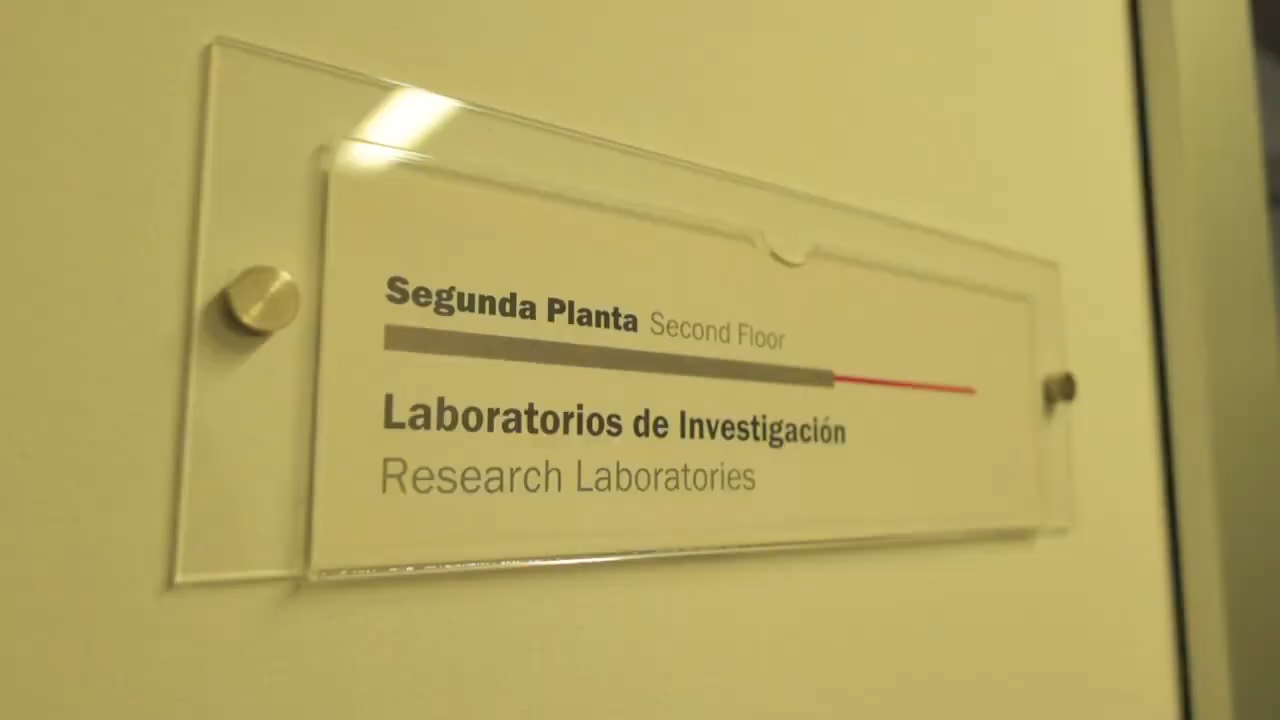 Segunda Planta Second Floor
Laboratorios de Investigación
Research Laboratories